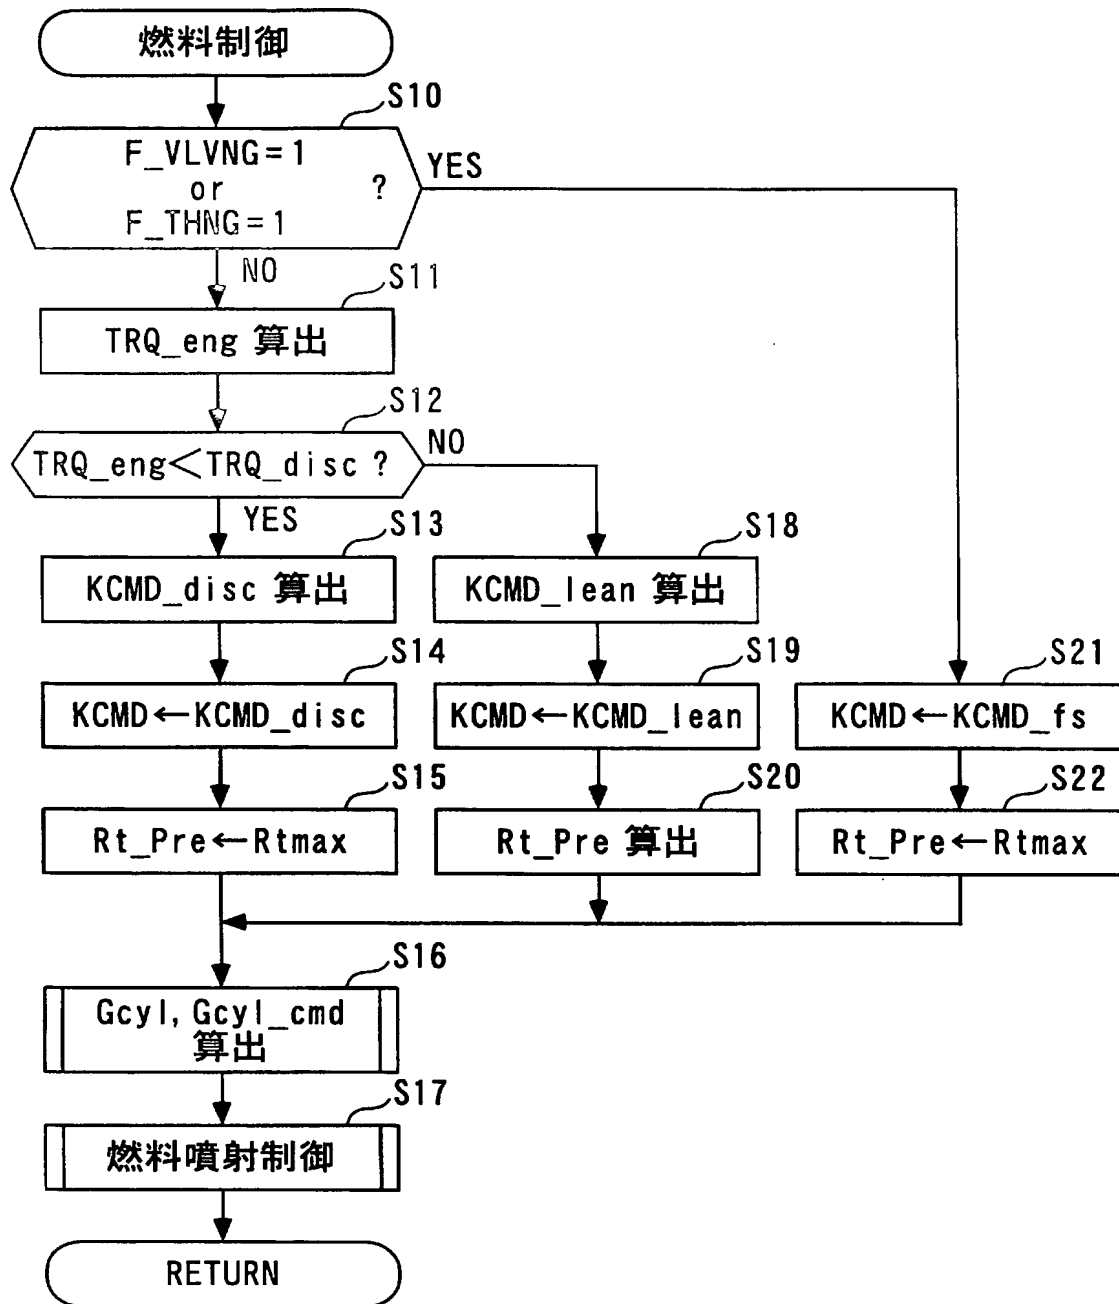 燃料制御
S10
F_VLVNG=1
or ?
F_THNG=1
YES
NO
S11
TRQ_eng 算出
S12
TRQ_eng<TRQ_disc ?
NO
YES
S13
KCMD_disc 算出
S18
KCMD_lean 算出
S14
KCMD←KCMD_disc
S19
KCMD←KCMD_lean
S21
KCMD←KCMD_fs
S15
Rt_Pre←Rtmax
S20
Rt_Pre 算出
S22
Rt_Pre←Rtmax
S16
Gcyl, Gcyl_cmd
算出
S17
燃料噴射制御
RETURN